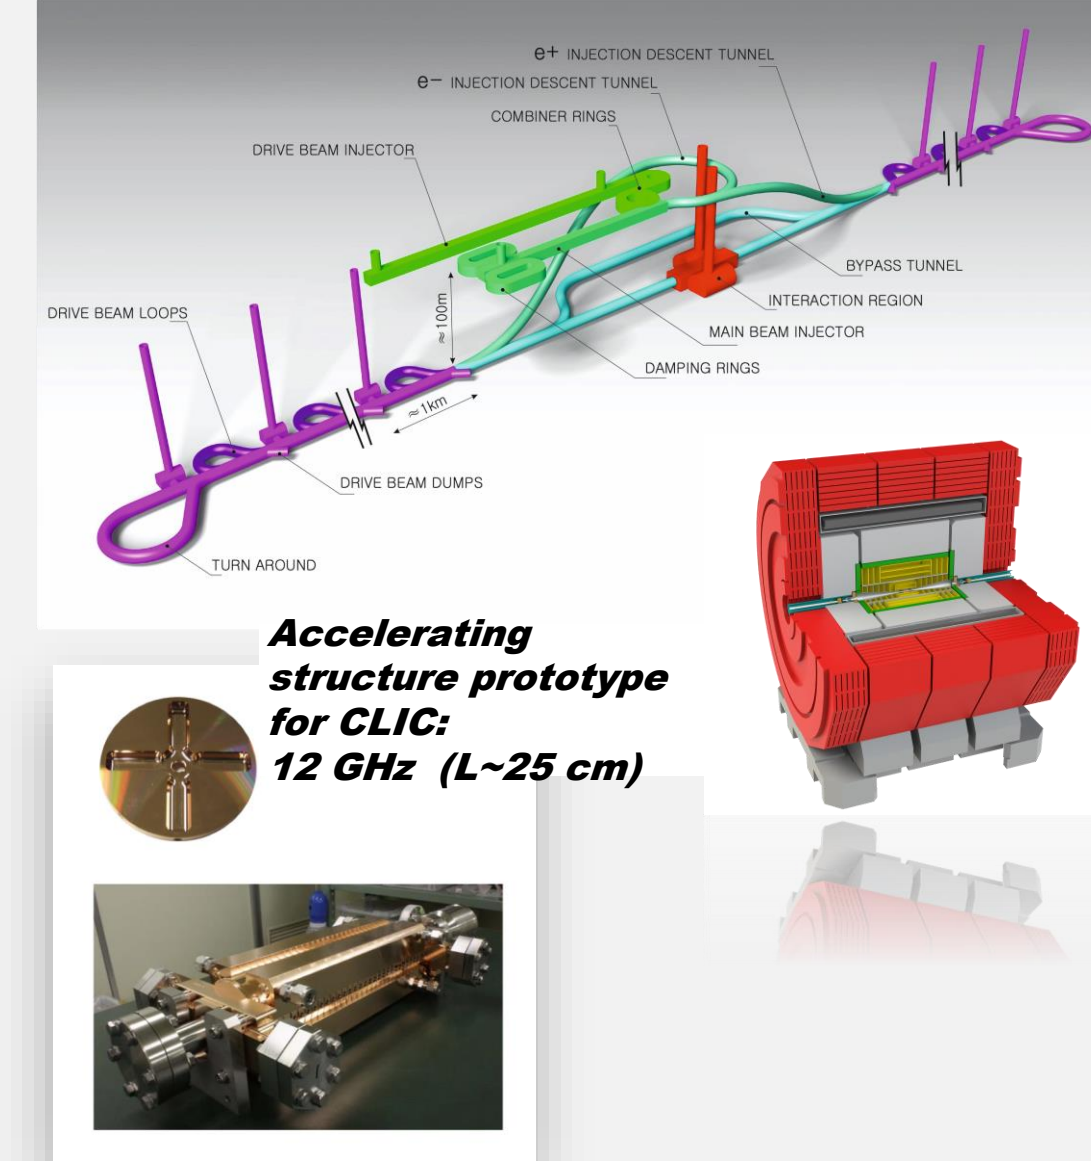 e+ INJECTION DESCENT TUNNEL
e− INJECTION DESCENT TUNNEL
COMBINER RINGS
DRIVE BEAM INJECTOR
BYPASS TUNNEL
INTERACTION REGION
DRIVE BEAM LOOPS
≈100m
MAIN BEAM INJECTOR
DAMPING RINGS
≈1km
DRIVE BEAM DUMPS
TURN AROUND
Accelerating
structure prototype
for CLIC:
12 GHz (L~25 cm)